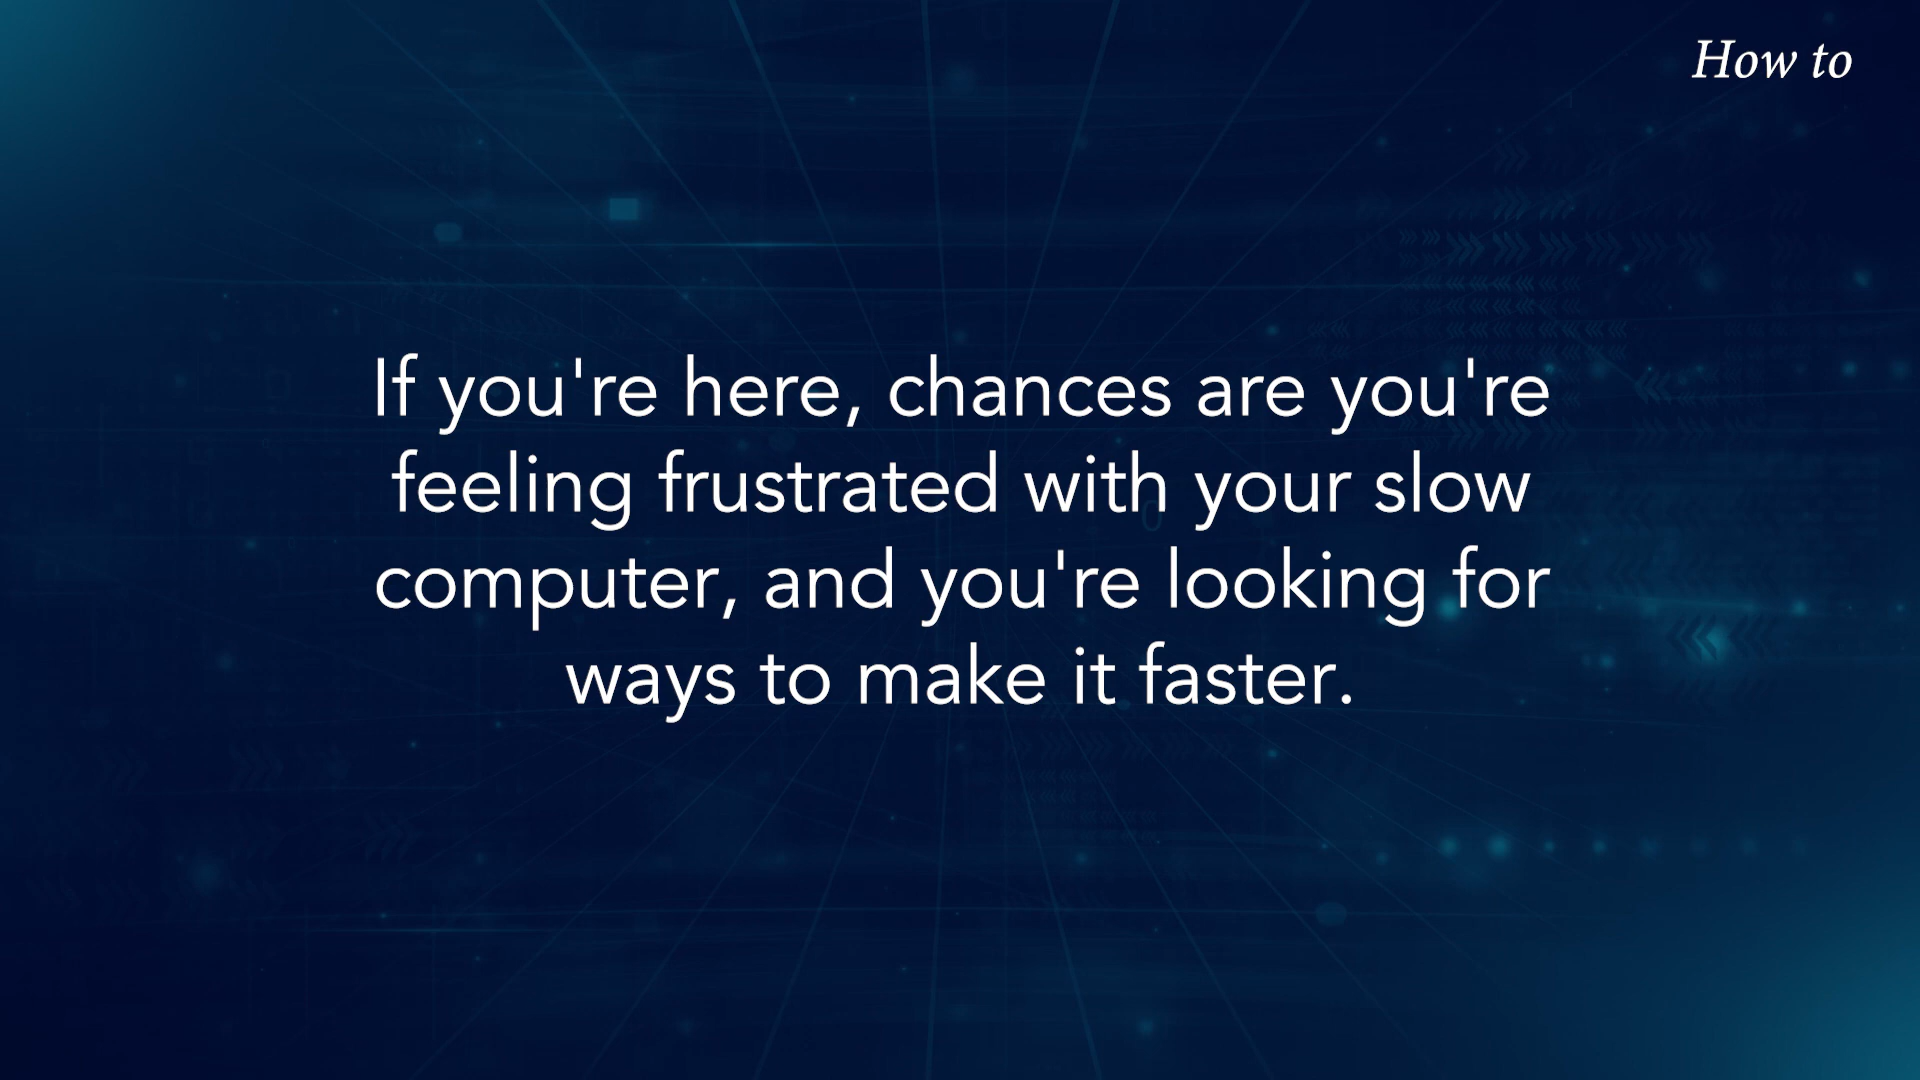 How to
If you're here, chances are you're
feeling frustrated with your slow
computer, and you're looking for
ways to make it faster.